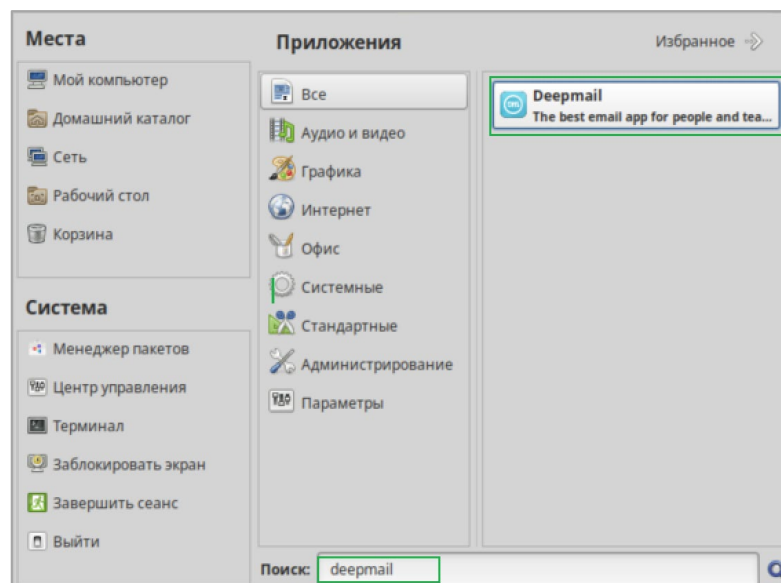 Места
Мой компьютер
Домашний каталог
Сеть
Рабочий стол
Корзина
Система
Менеджер пакетов
Центр управления
Терминал
Заблокировать экран
Завершить сеанс
Выйти
Приложения
Избранное
Все
Аудио и видео
Графика
Интернет
Офис
Системные
Стандартные
Администрирование
Параметры
Deepmail
The best email app for people and tea...
Поиск: deepmail